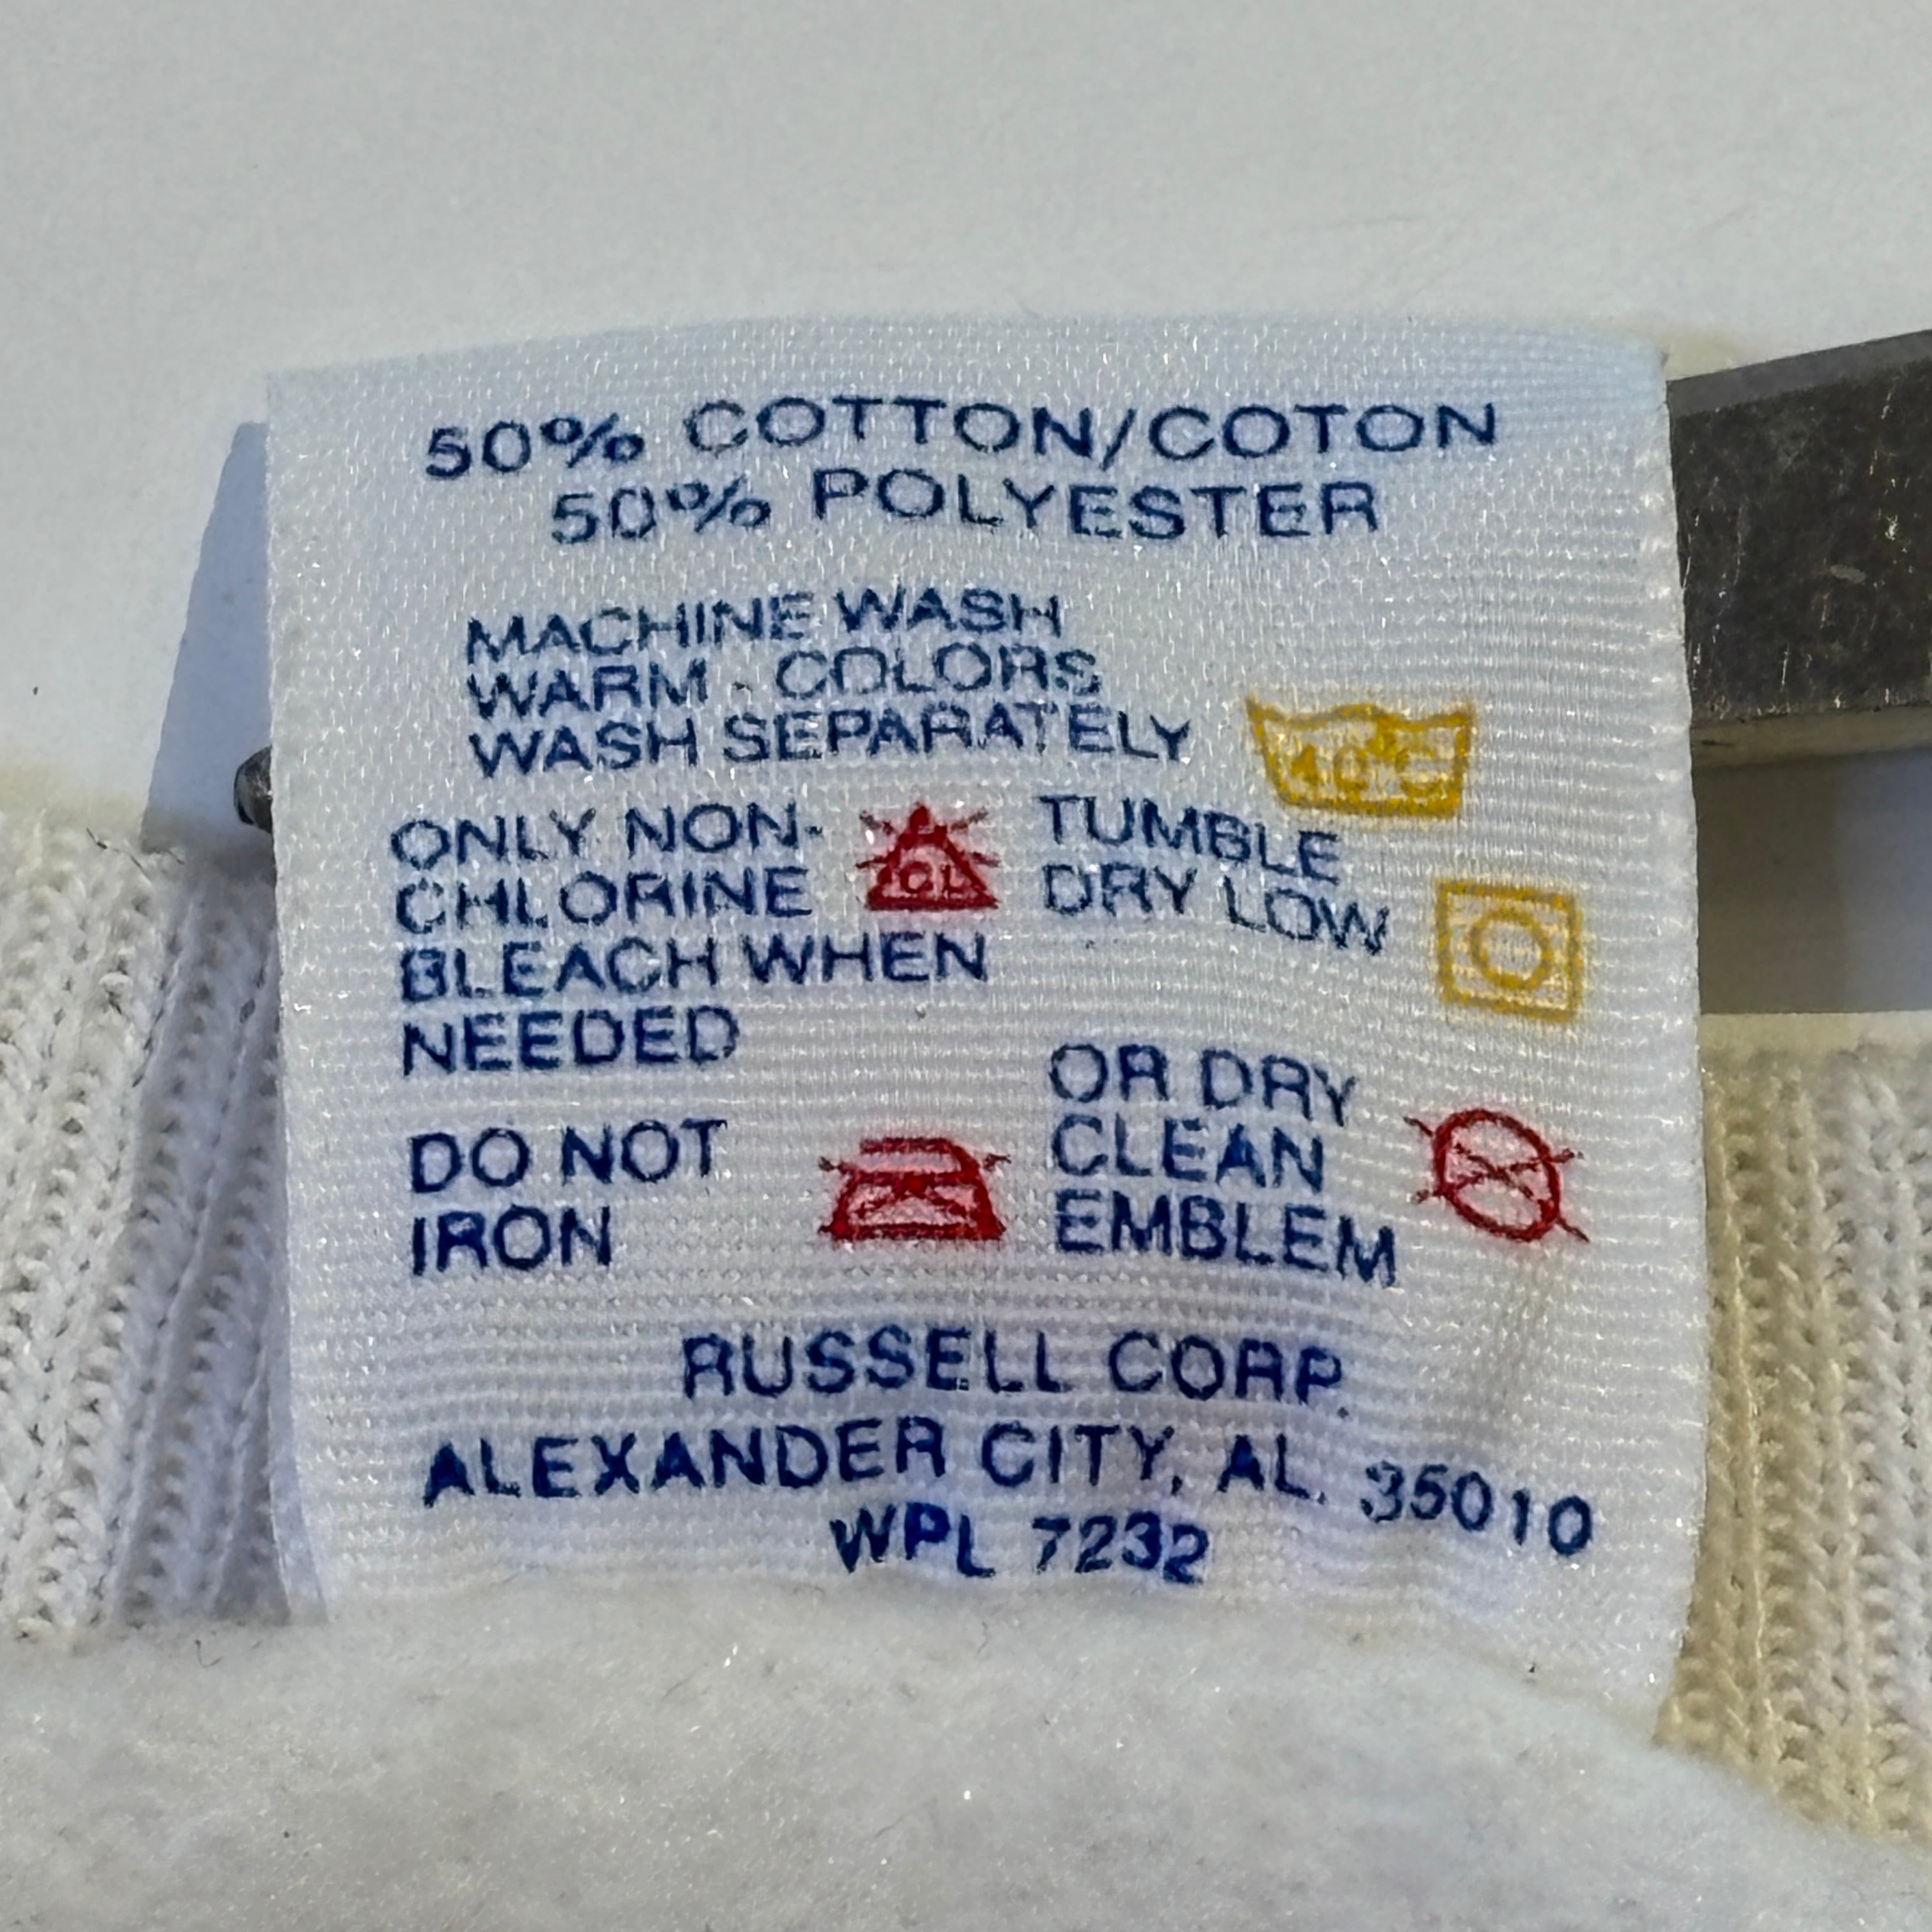 50% COTTON/COTON
50% POLYESTER
MACHINE WASH
WARM - COLORS
WASH SEPARATELY
40°C
ONLY NON-
CHLORINE
BLEACH WHEN
NEEDED
CL
TUMBLE
DRY LOW
DO NOT
IRON
OR DRY
CLEAN
EMBLEM
RUSSELL CORP.
ALEXANDER CITY, AL. 35010
WPL 7232